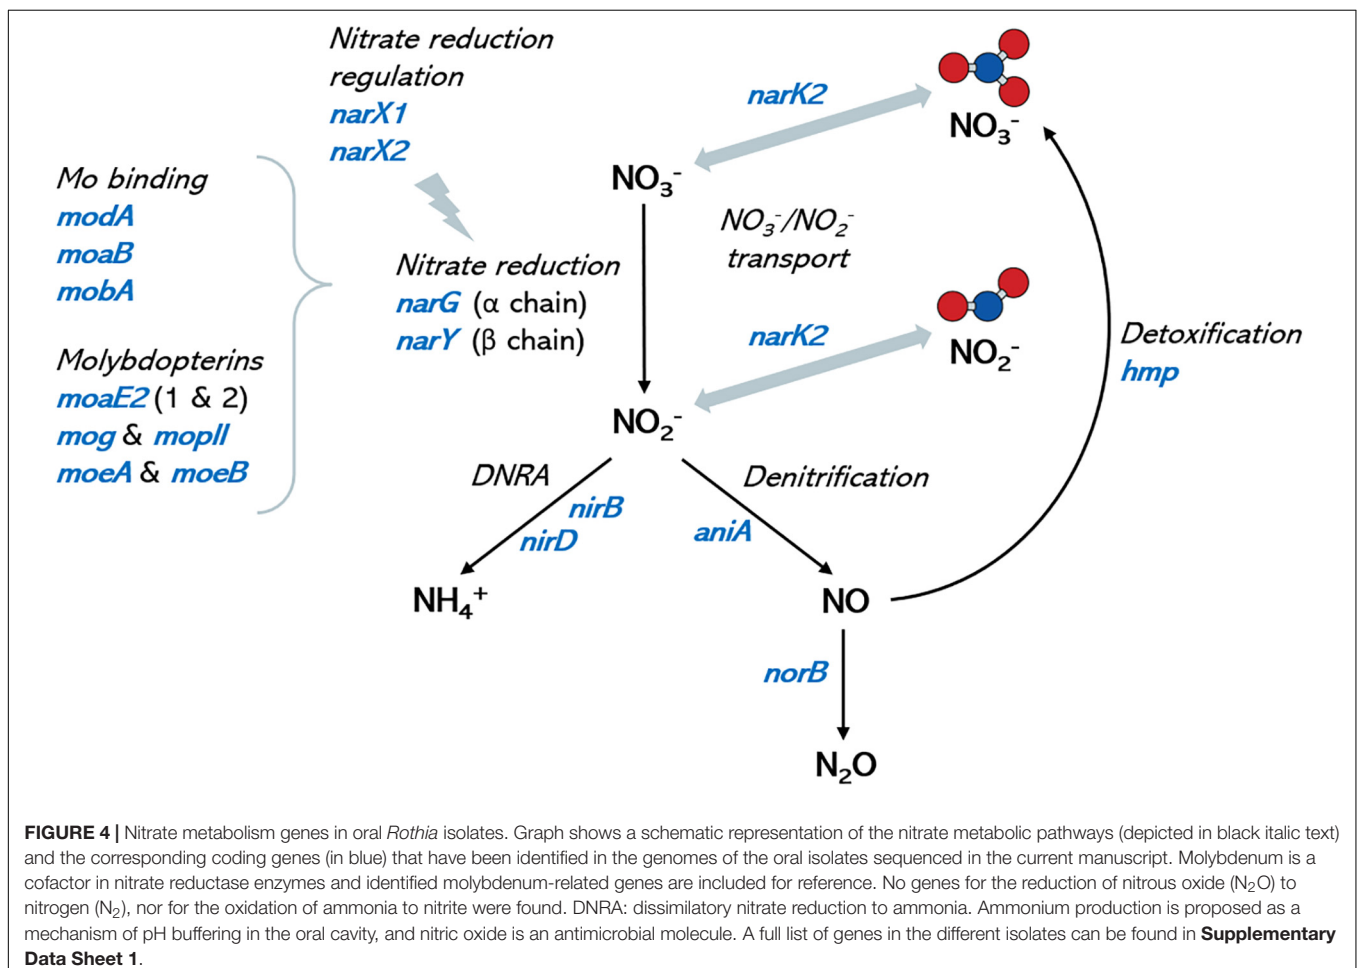 Nitrate reduction
regulation
narX1
narX2
Mo binding
modA
moaB
mobA
Molybdopterins
moaE2 (1 & 2)
mog & mopII
moeA & moeB
Nitrate reduction
narG (α chain)
narY (β chain)
narK2
NO₃⁻
NO₃⁻
NO₃⁻/NO₂⁻
transport
narK2
NO₂⁻
NO₂⁻
Detoxification
hmp
DNRA
nirB
nirD
NH₄⁺
Denitrification
aniA
NO
norB
N₂O
FIGURE 4 | Nitrate metabolism genes in oral Rothia isolates. Graph shows a schematic representation of the nitrate metabolic pathways (depicted in black italic text)
and the corresponding coding genes (in blue) that have been identified in the genomes of the oral isolates sequenced in the current manuscript. Molybdenum is a
cofactor in nitrate reductase enzymes and identified molybdenum-related genes are included for reference. No genes for the reduction of nitrous oxide (N₂O) to
nitrogen (N₂), nor for the oxidation of ammonia to nitrite were found. DNRA: dissimilatory nitrate reduction to ammonia. Ammonium production is proposed as a
mechanism of pH buffering in the oral cavity, and nitric oxide is an antimicrobial molecule. A full list of genes in the different isolates can be found in Supplementary
Data Sheet 1.